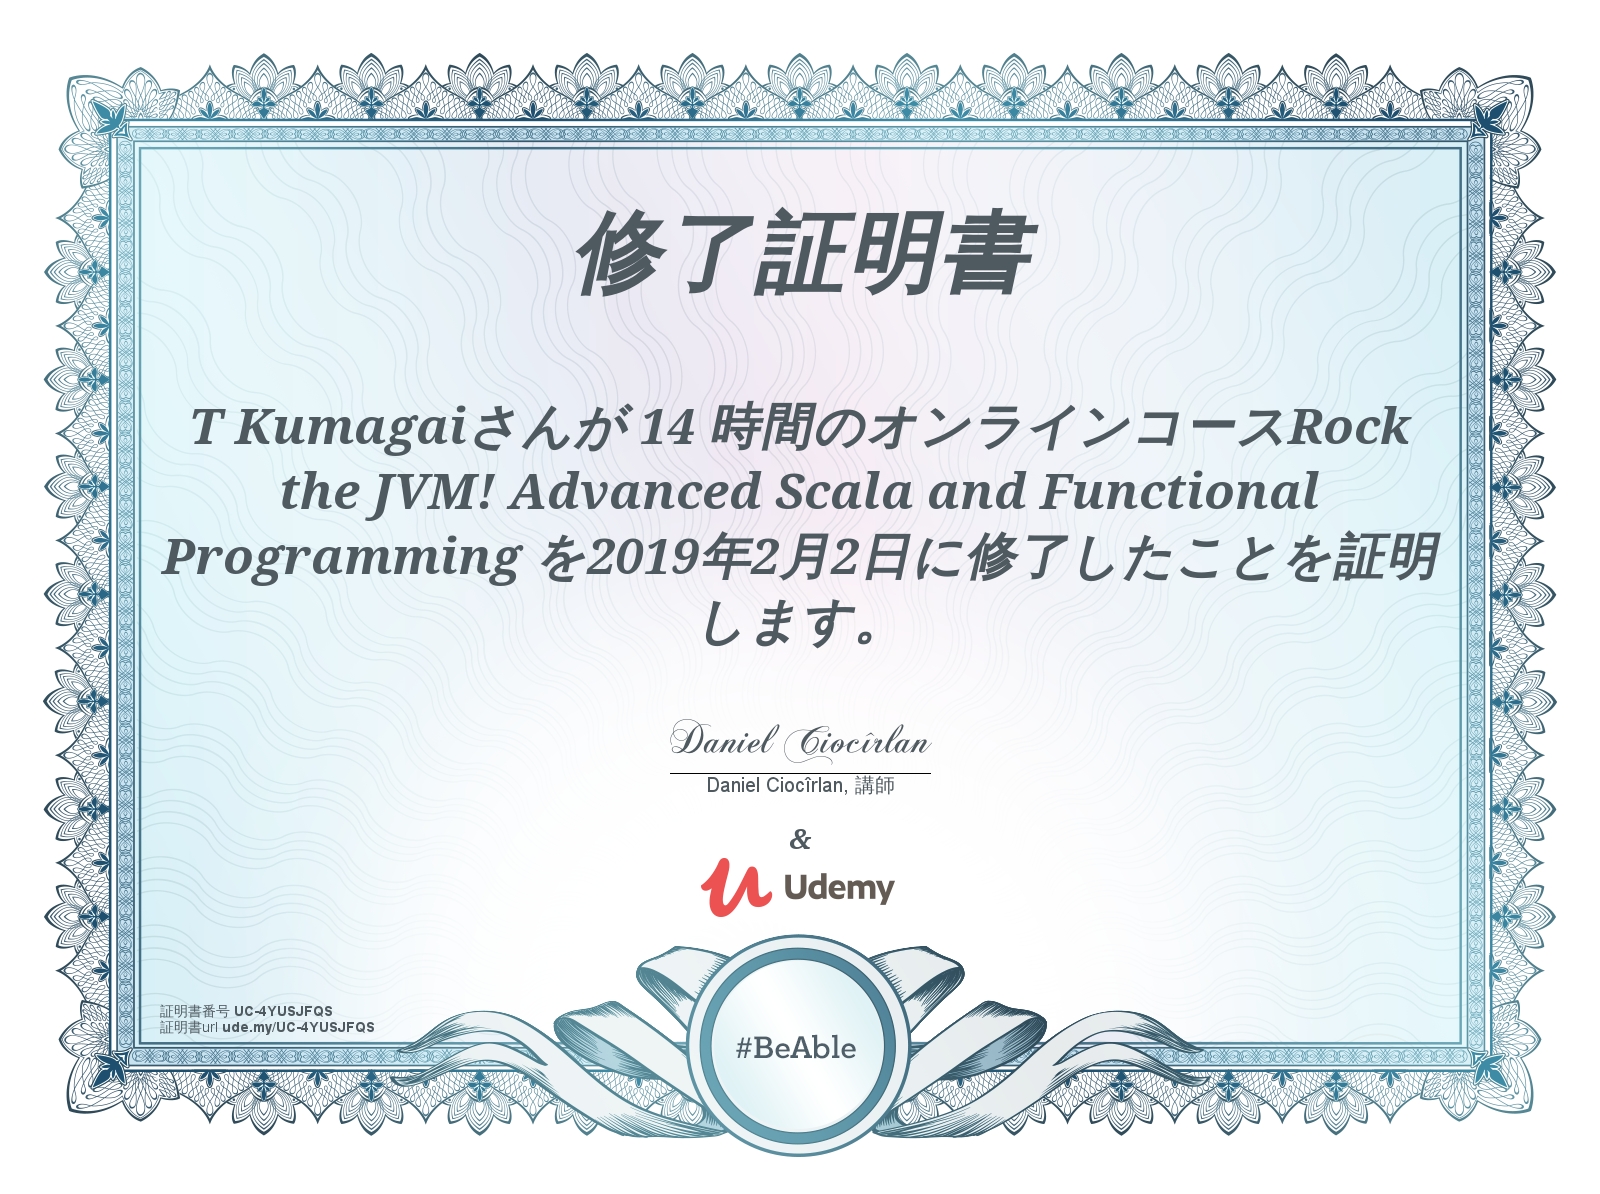 修了証明書
T Kumagaiさんが 14 時間のオンラインコースRock
the JVM! Advanced Scala and Functional
Programming を2019年2月2日に修了したことを証明
します。
Daniel Ciocîrlan
Daniel Ciocîrlan, 講師
&
Udemy
証明書番号 UC-4YUSJFQS
証明書url ude.my/UC-4YUSJFQS
#BeAble